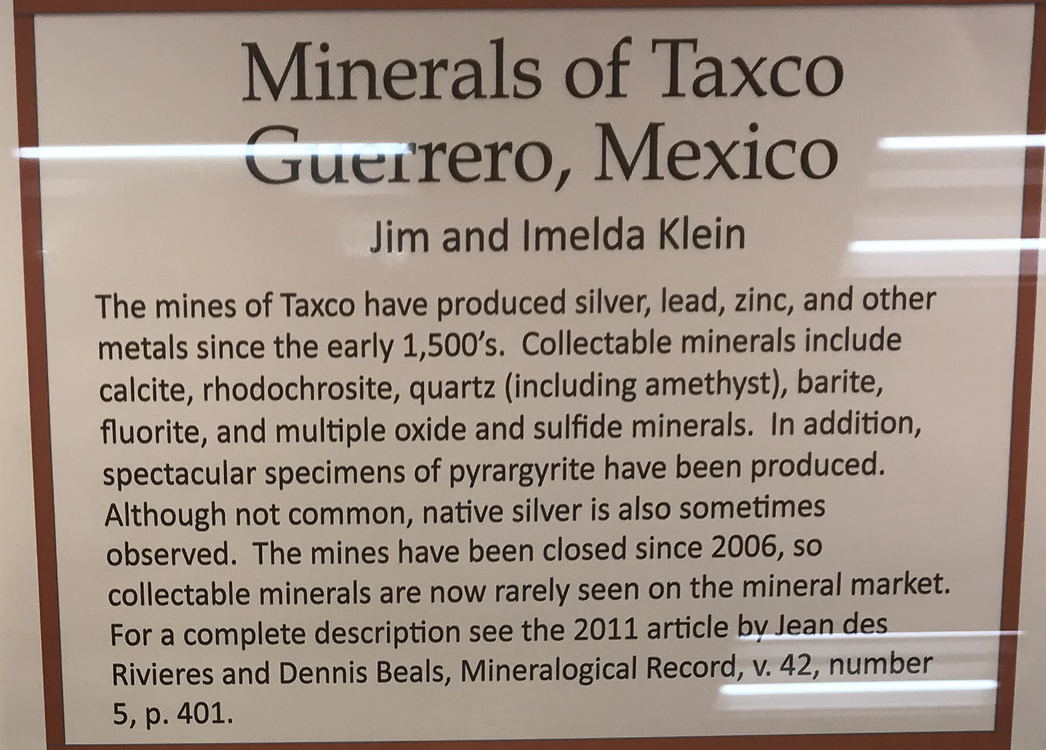 Minerals of Taxco
Guerrero, Mexico
Jim and Imelda Klein
The mines of Taxco have produced silver, lead, zinc, and other
metals since the early 1,500's.  Collectable minerals include
calcite, rhodochrosite, quartz (including amethyst), barite,
fluorite, and multiple oxide and sulfide minerals.  In addition,
spectacular specimens of pyrargyrite have been produced.
Although not common, native silver is also sometimes
observed.  The mines have been closed since 2006, so
collectable minerals are now rarely seen on the mineral market.
For a complete description see the 2011 article by Jean des
Rivieres and Dennis Beals, Mineralogical Record, v. 42, number
5, p. 401.